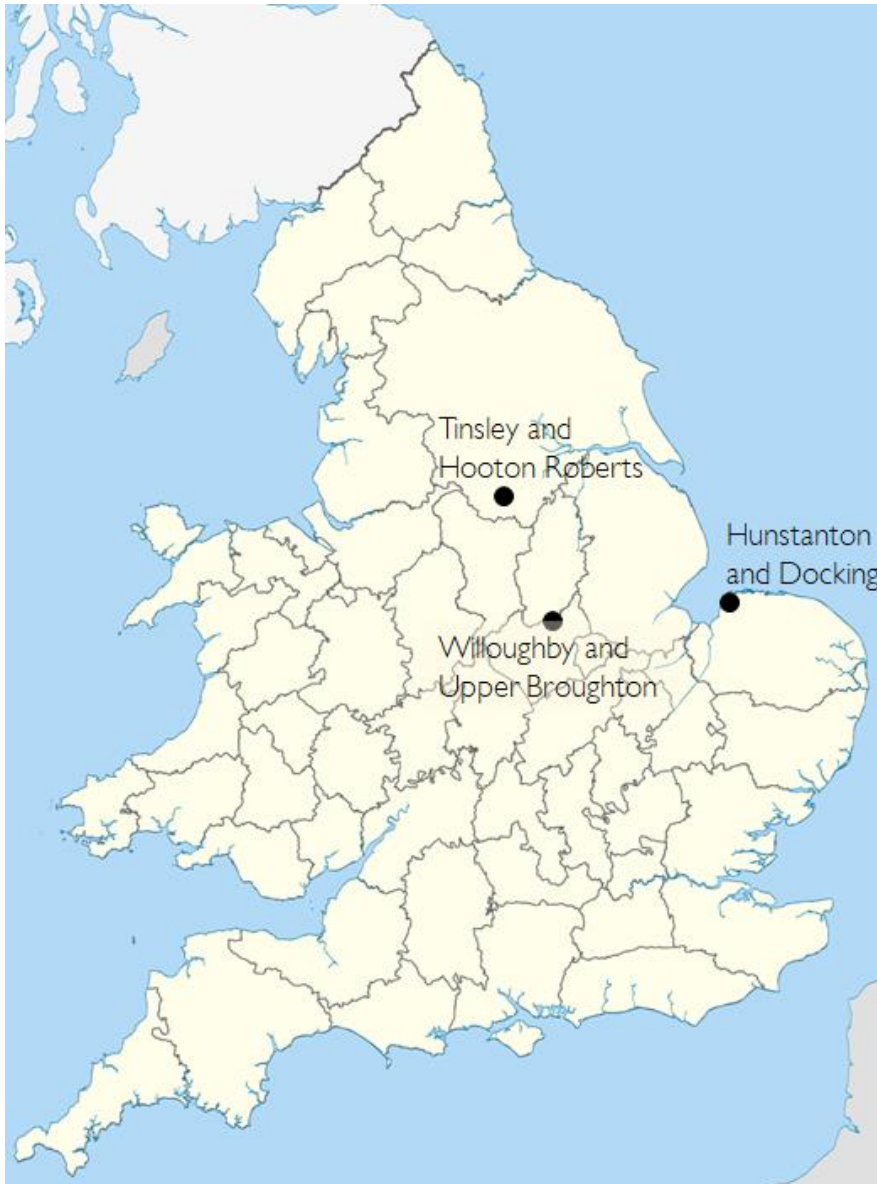 Tinsley and
Hooton Roberts
Hunstanton
and Docking
Willoughby and
Upper Broughton